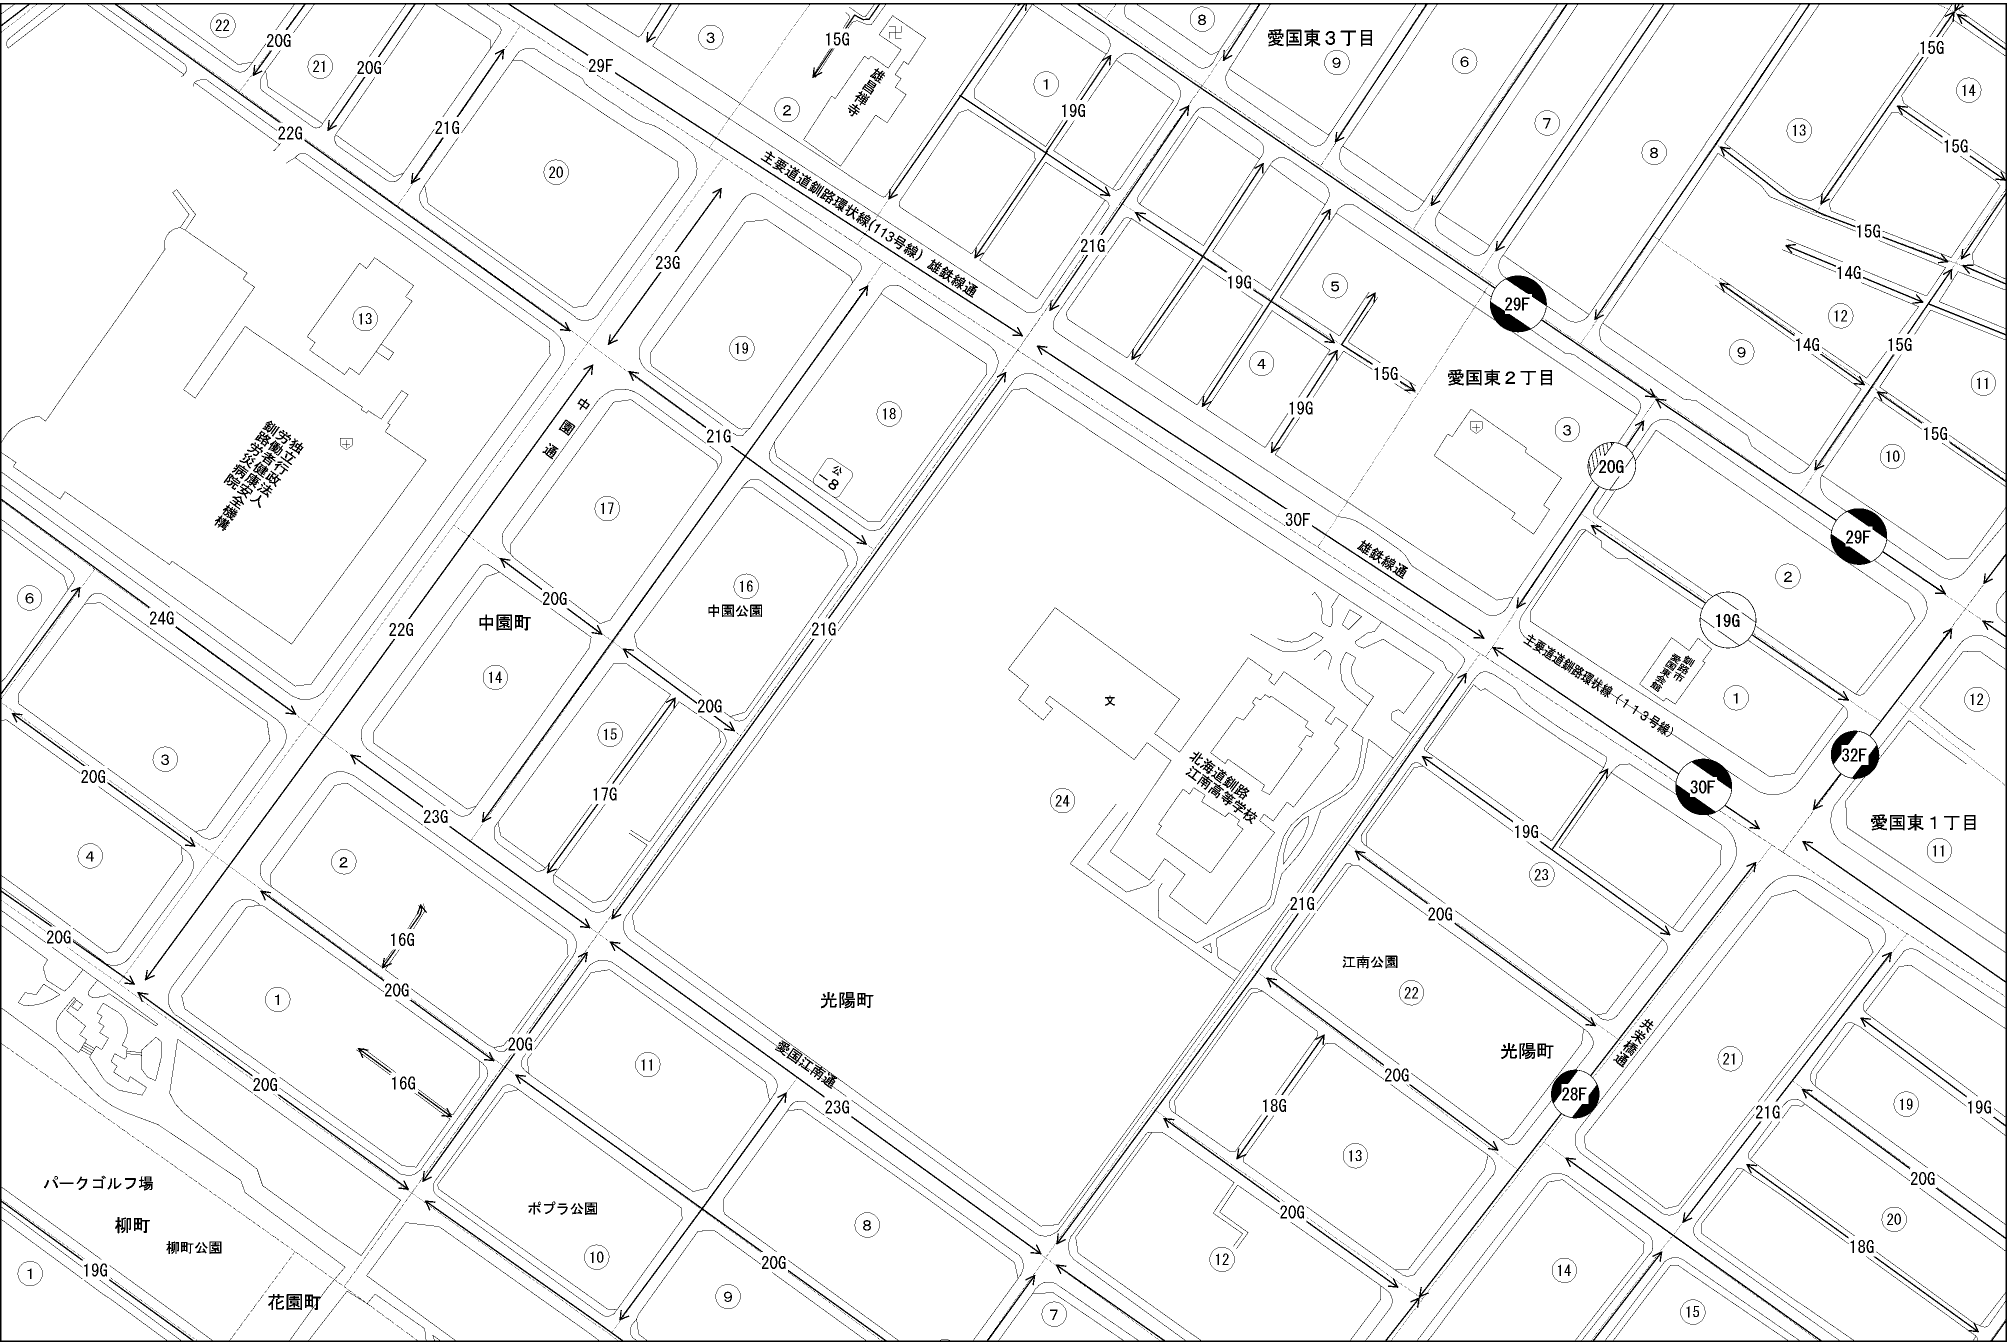 22
20G
21
20G
22G
21G
20
29F
3
15G
2
雄昌禅寺
1
19G
8
愛国東3丁目
9
6
7
8
15G
14
13
15G
15G
14G
12
14G
15G
11
9
15G
10
主要道道釧路環状線(113号線) 雄鉄線通
23G
19
21G
19G
5
4
15G
19G
29F
愛国東2丁目
3
20G
29F
13
独立行政法人
労働者健康安全機構
釧路労災病院
中園通
21G
18
公
-8
17
16
中園公園
20G
中園町
22G
24G
6
14
20G
15
17G
21G
30F
雄鉄線通
文
北海道釧路
江南高等学校
24
2
19G
釧路市
愛国東会館
1
主要道道釧路環状線(113号線)
30F
32F
12
愛国東1丁目
11
3
20G
4
20G
23G
2
16G
20G
1
16G
20G
20G
19G
23
20G
21G
江南公園
22
光陽町
共栄橋通
28F
21
20G
18G
13
20G
12
光陽町
愛国江南通
23G
11
ポプラ公園
10
20G
8
9
7
パークゴルフ場
柳町
柳町公園
1
19G
花園町
19
19G
21G
20G
20
18G
14
15